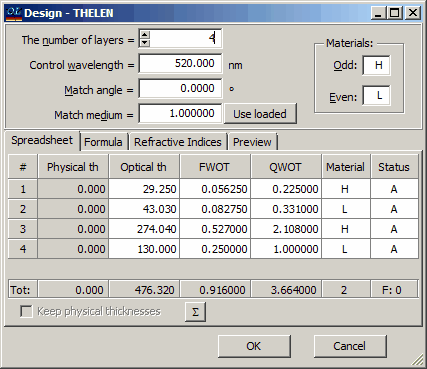 OL Design - THELEN
The number of layers = 4
Control wavelength = 520.000 nm
Match angle = 0.0000 °
Match medium = 1.000000 Use loaded
Materials:
Odd: H
Even: L
Spreadsheet Formula Refractive Indices Preview
# Physical th Optical th FWOT QWOT Material Status
1 0.000 29.250 0.056250 0.225000 H A
2 0.000 43.030 0.082750 0.331000 L A
3 0.000 274.040 0.527000 2.108000 H A
4 0.000 130.000 0.250000 1.000000 L A
Tot: 0.000 476.320 0.916000 3.664000 2 F: 0
Keep physical thicknesses Σ
OK Cancel